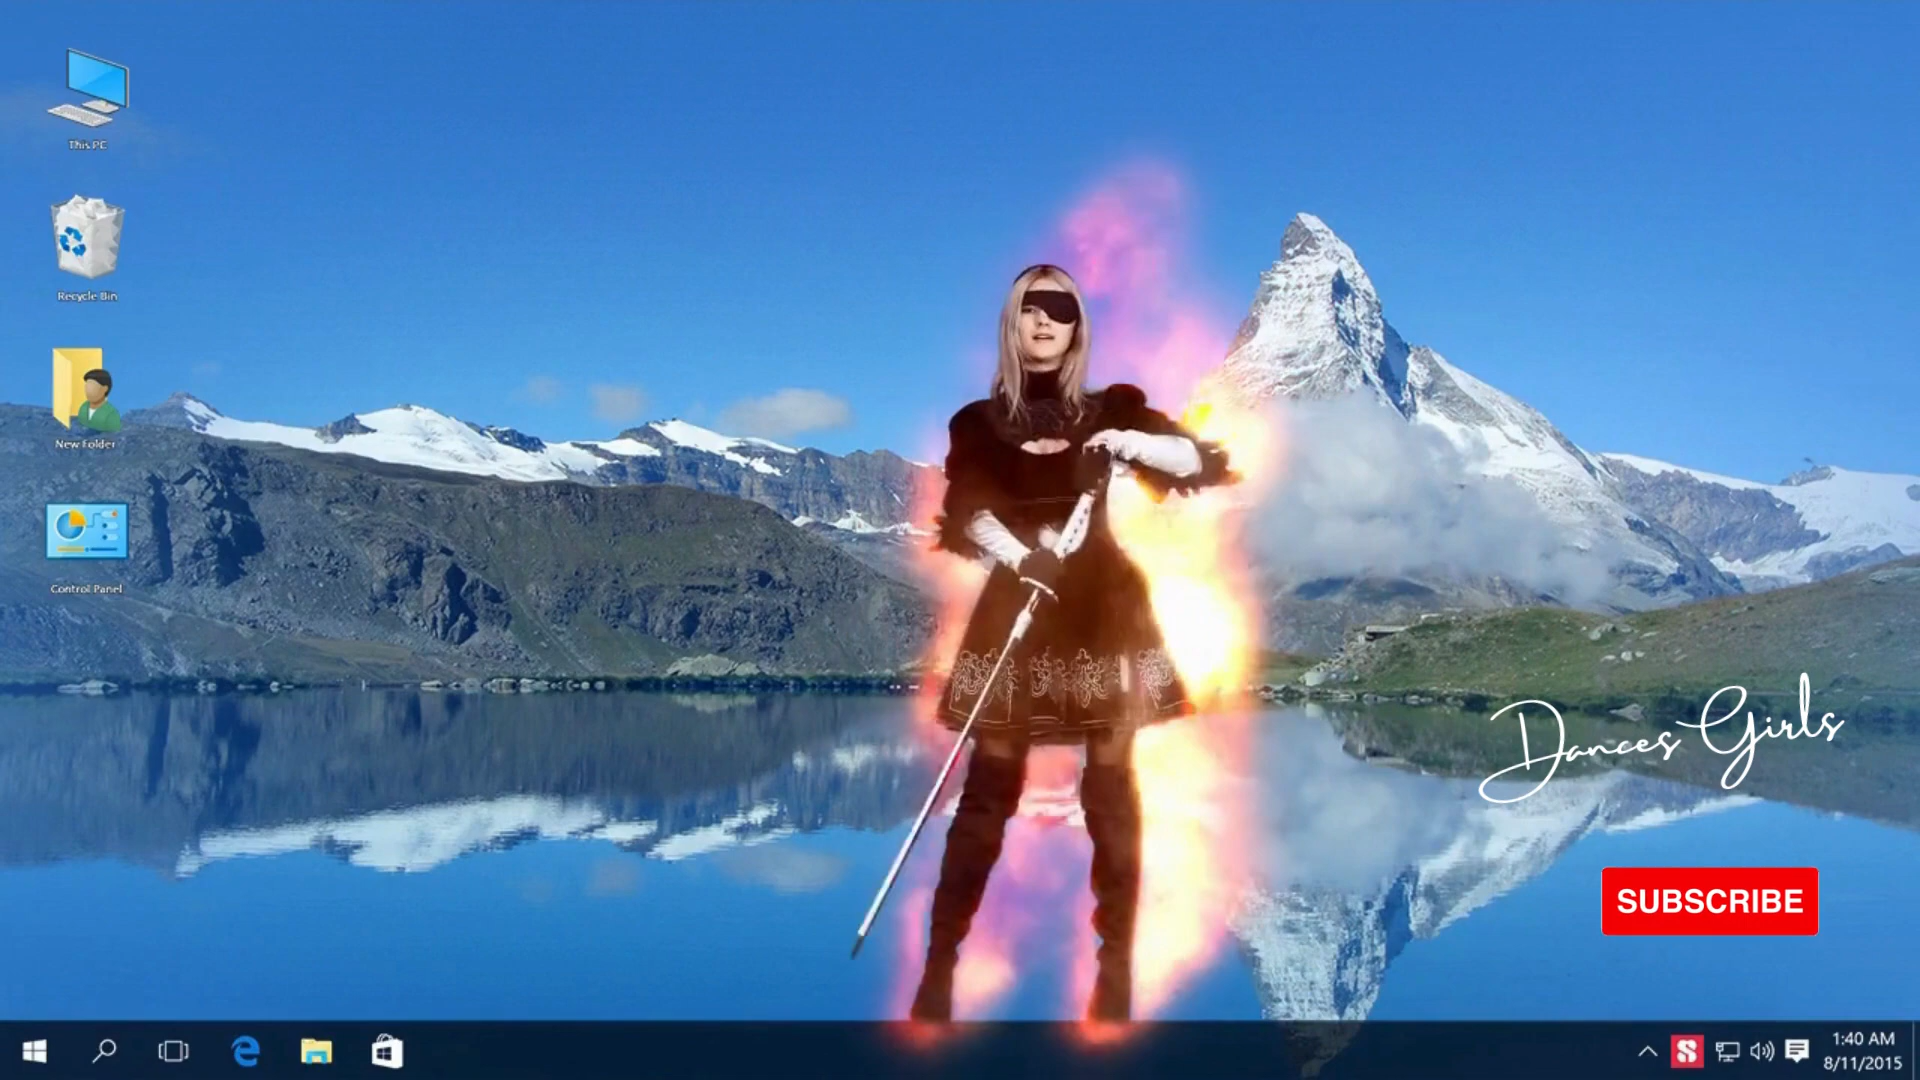 This PC
Recycle Bin
New Folder
Control Panel
Dances Girls
SUBSCRIBE
1:40 AM
8/11/2015